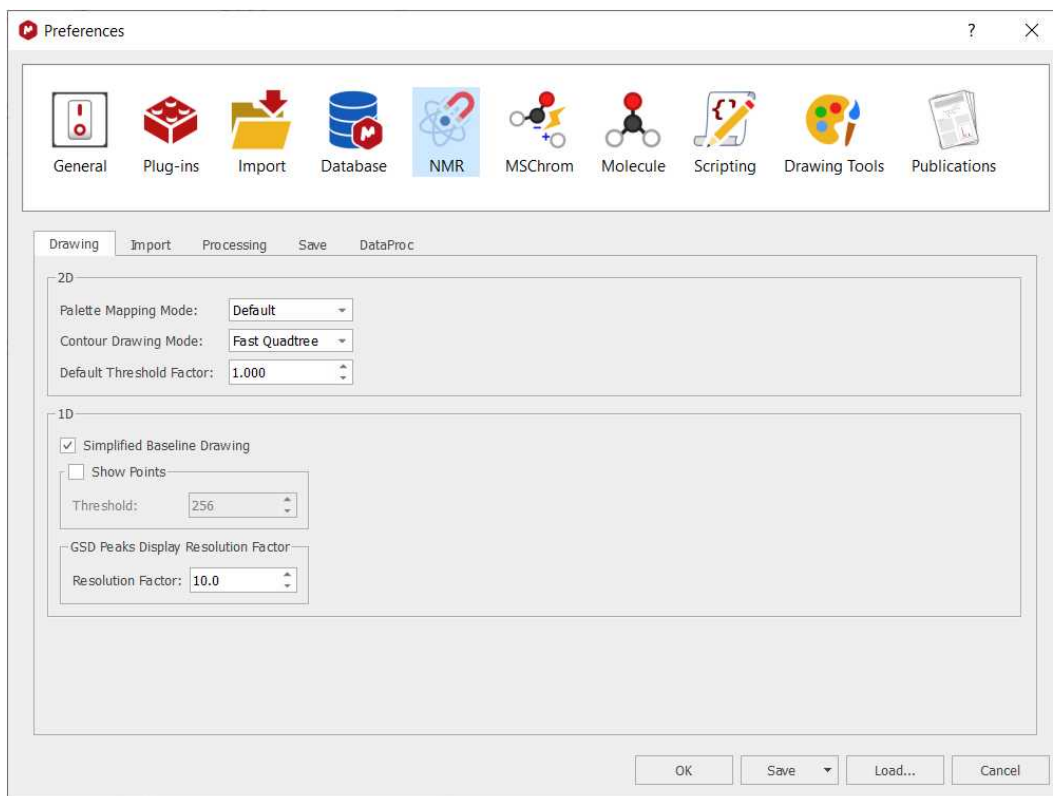 Preferences ?
General Plug-ins Import Database NMR MSChrom Molecule Scripting Drawing Tools Publications
Drawing Import Processing Save DataProc
2D
Palette Mapping Mode: Default
Contour Drawing Mode: Fast Quadtree
Default Threshold Factor: 1.000
1D
Simplified Baseline Drawing
Show Points
Threshold: 256
GSD Peaks Display Resolution Factor
Resolution Factor: 10.0
OK Save Load... Cancel